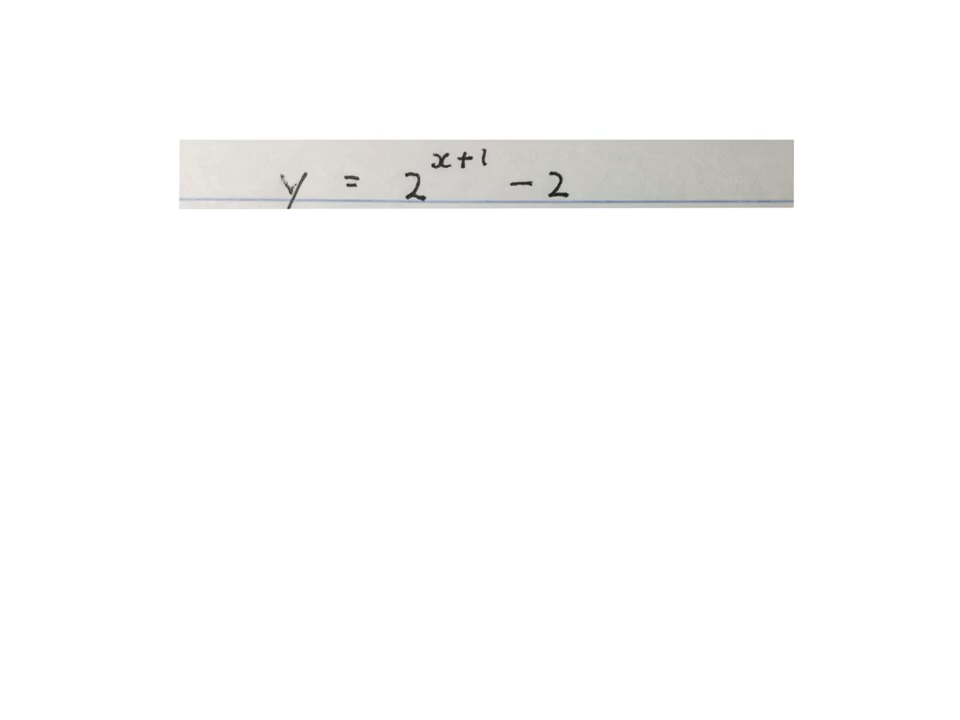 y = 2^{x+1} - 2